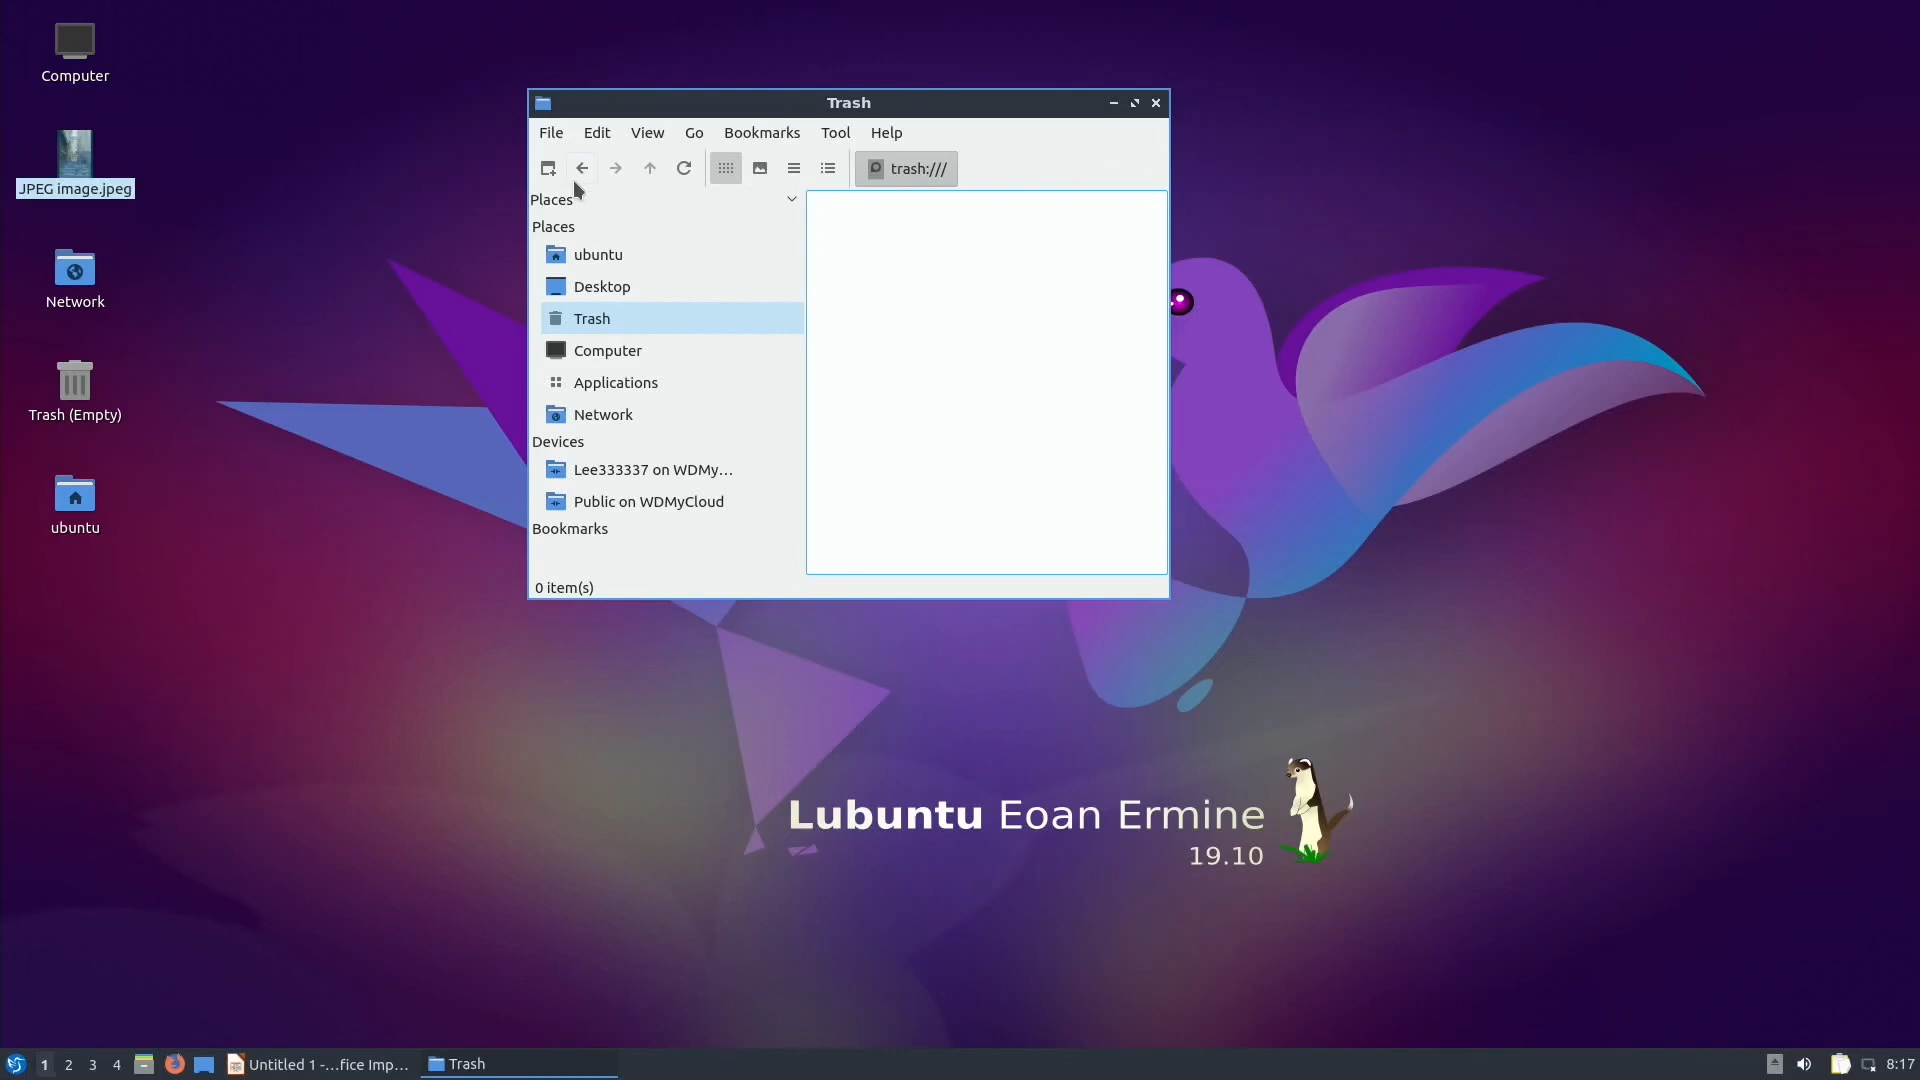 Computer
JPEG image.jpeg
Network
Trash (Empty)
ubuntu
Trash
File Edit View Go Bookmarks Tool Help
trash:///
Places
Places
ubuntu
Desktop
Trash
Computer
Applications
Network
Devices
Lee333337 on WDMy...
Public on WDMyCloud
Bookmarks
0 item(s)
Lubuntu Eoan Ermine
19.10
1 2 3 4 Untitled 1 -...fice Imp... Trash 8:17